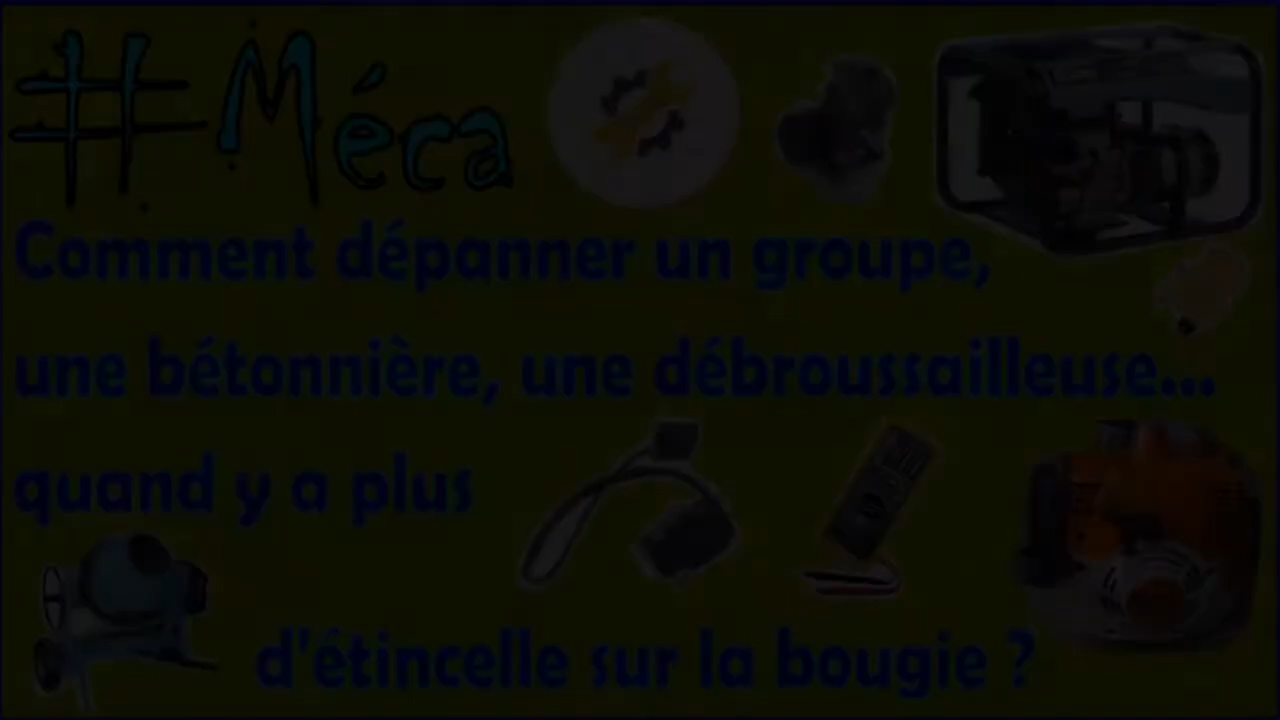 #Méca
Comment dépanner un groupe,
une bétonnière, une débroussailleuse...
quand y a plus
d'étincelle sur la bougie ?